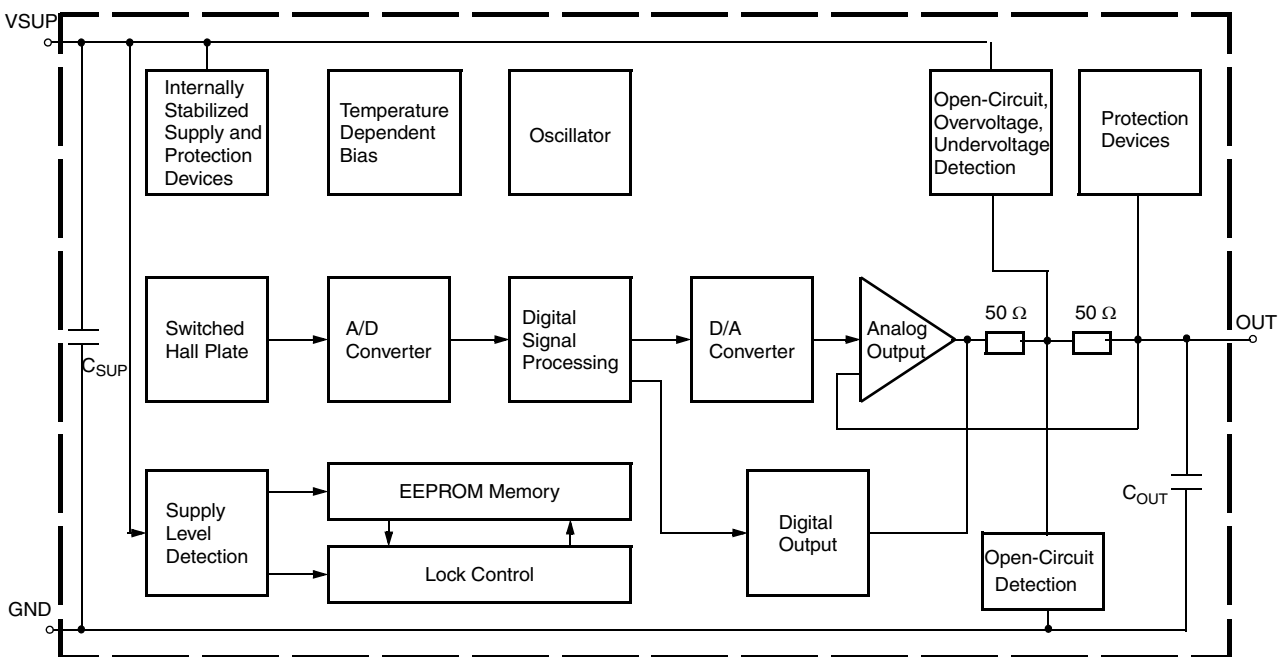 VSUP
Internally
Stabilized
Supply and
Protection
Devices
Temperature
Dependent
Bias
Oscillator
Open-Circuit,
Overvoltage,
Undervoltage
Detection
Protection
Devices
Switched
Hall Plate
A/D
Converter
Digital
Signal
Processing
D/A
Converter
Analog
Output
50 Ω
50 Ω
OUT
CSUP
Supply
Level
Detection
EEPROM Memory
Lock Control
Digital
Output
Open-Circuit
Detection
COUT
GND